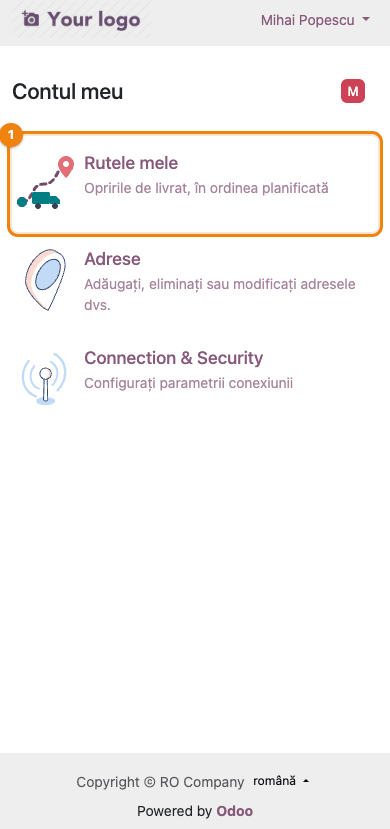 Your logo
Mihai Popescu
Contul meu
M
1
Rutele mele
Opririle de livrat, în ordinea planificată
Adrese
Adăugați, eliminați sau modificați adresele
dvs.
Connection & Security
Configurați parametrii conexiunii
Copyright © RO Company română
Powered by Odoo